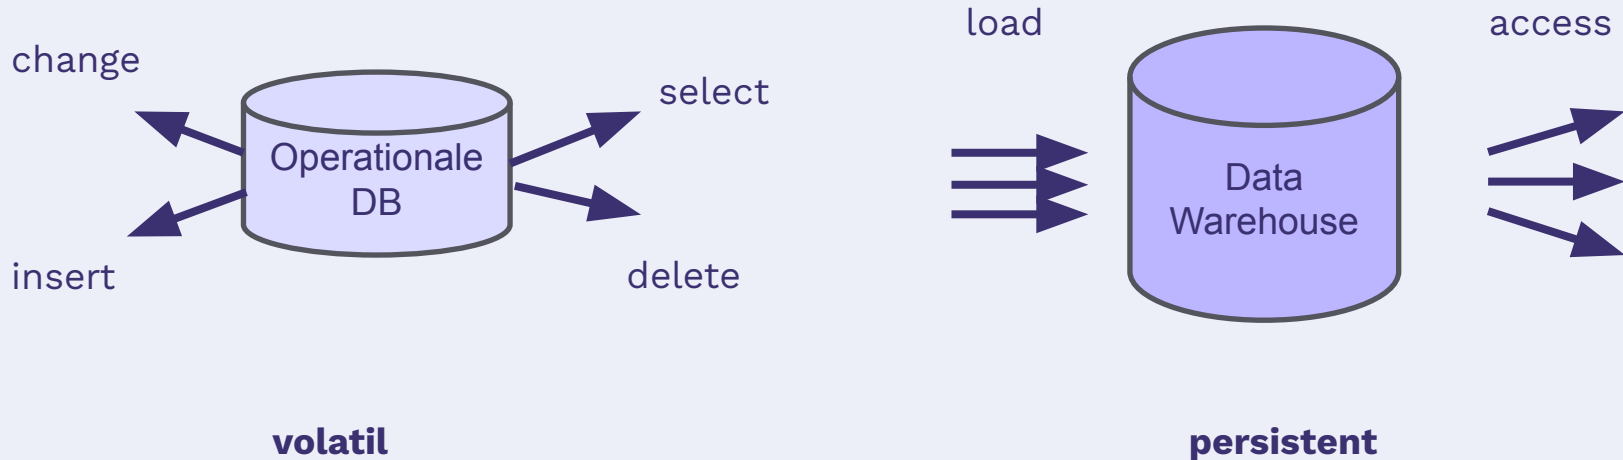 change
select
Operationale
DB
insert
delete
volatil
load
access
Data
Warehouse
persistent